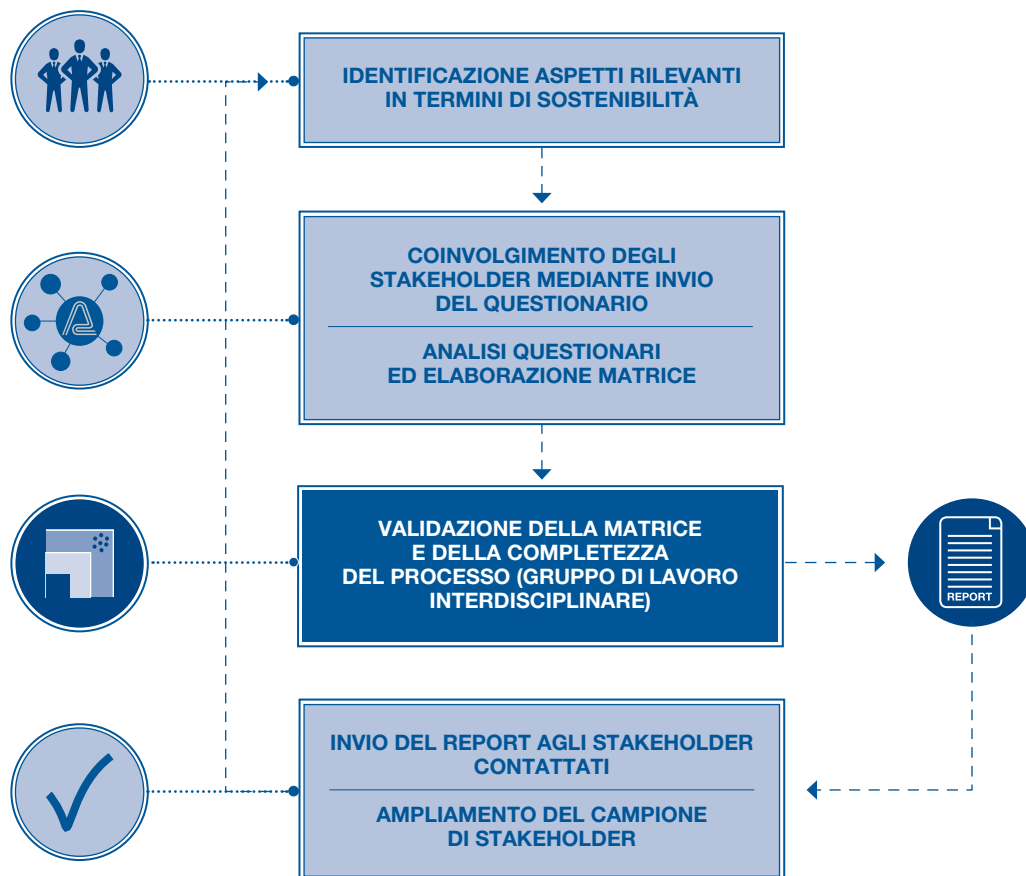 IDENTIFICAZIONE ASPETTI RILEVANTI
IN TERMINI DI SOSTENIBILITÀ
COINVOLGIMENTO DEGLI
STAKEHOLDER MEDIANTE INVIO
DEL QUESTIONARIO
ANALISI QUESTIONARI
ED ELABORAZIONE MATRICE
VALIDAZIONE DELLA MATRICE
E DELLA COMPLETEZZA
DEL PROCESSO (GRUPPO DI LAVORO
INTERDISCIPLINARE)
REPORT
INVIO DEL REPORT AGLI STAKEHOLDER
CONTATTATI
AMPLIAMENTO DEL CAMPIONE
DI STAKEHOLDER